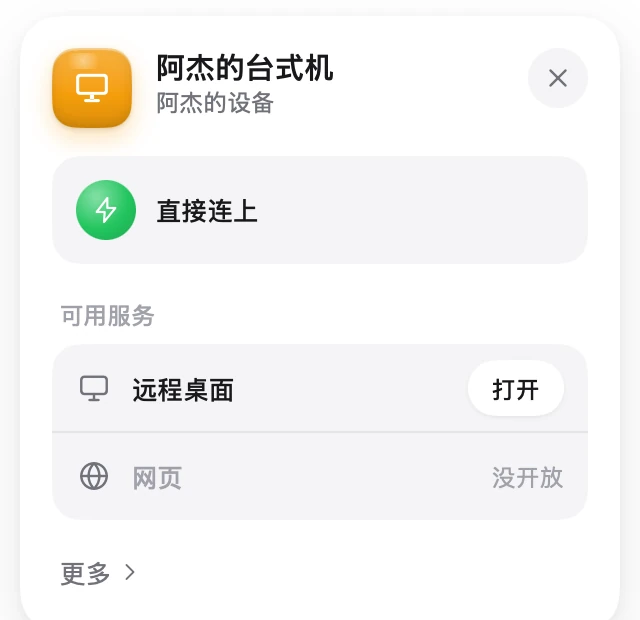 阿杰的台式机
阿杰的设备
直接连上
可用服务
远程桌面
打开
网页
没开放
更多